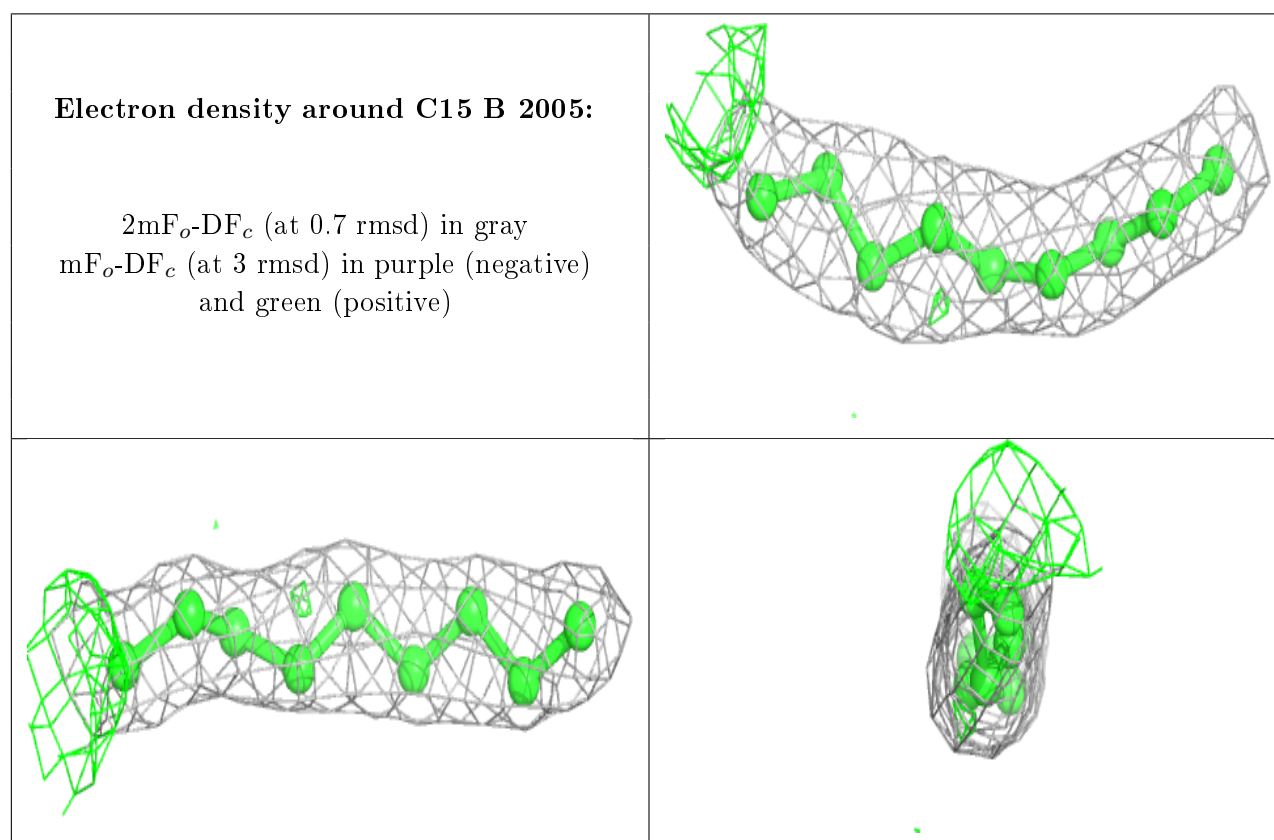 Electron density around C15 B 2005:
2mFo-DFc (at 0.7 rmsd) in gray
mFo-DFc (at 3 rmsd) in purple (negative)
and green (positive)